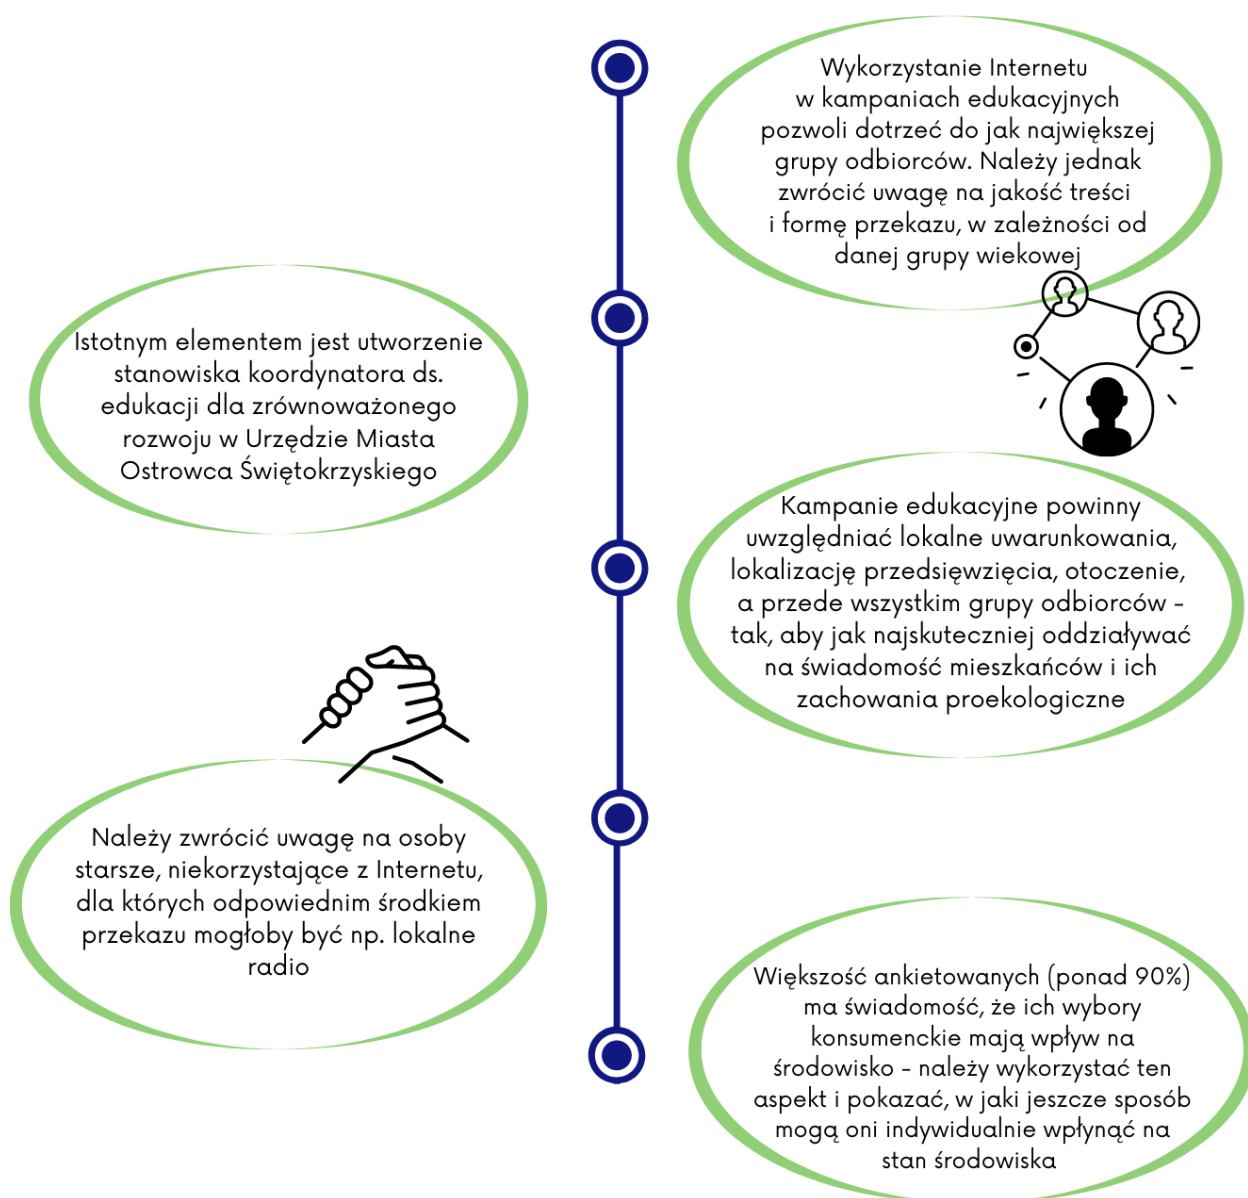 Wykorzystanie Internetu
w kampaniach edukacyjnych
pozwoli dotrzeć do jak największej
grupy odbiorców. Należy jednak
zwrócić uwagę na jakość treści
i formę przekazu, w zależności od
danej grupy wiekowej
Istotnym elementem jest utworzenie
stanowiska koordynatora ds.
edukacji dla zrównoważonego
rozwoju w Urzędzie Miasta
Ostrowca Świętokrzyskiego
Kampanie edukacyjne powinny
uwzględniać lokalne uwarunkowania,
lokalizację przedsięwzięcia, otoczenie,
a przede wszystkim grupy odbiorców -
tak, aby jak najskuteczniej oddziaływać
na świadomość mieszkańców i ich
zachowania proekologiczne
Należy zwrócić uwagę na osoby
starsze, niekorzystające z Internetu,
dla których odpowiednim środkiem
przekazu mogłoby być np. lokalne
radio
Większość ankietowanych (ponad 90%)
ma świadomość, że ich wybory
konsumenckie mają wpływ na
środowisko - należy wykorzystać ten
aspekt i pokazać, w jaki jeszcze sposób
mogą oni indywidualnie wpłynąć na
stan środowiska